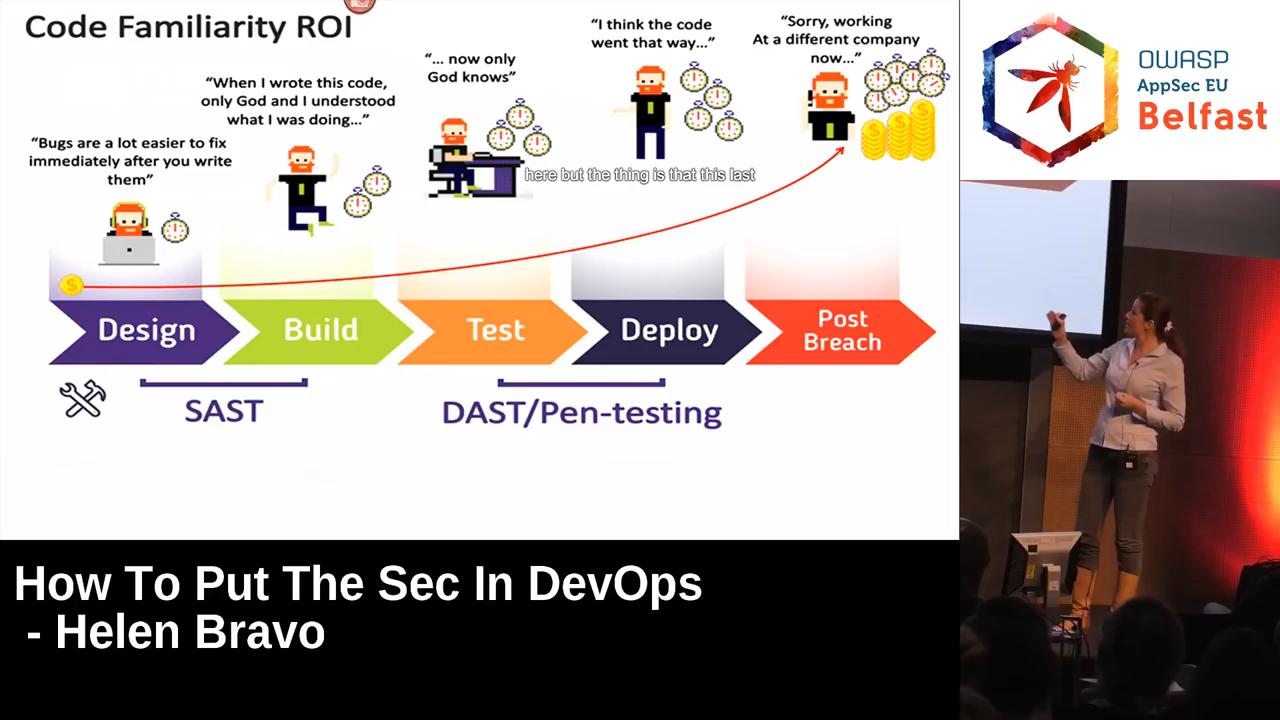 Code Familiarity ROI
“Bugs are a lot easier to fix
immediately after you write
them”
“When I wrote this code,
only God and I understood
what I was doing...”
“... now only
God knows”
“I think the code
went that way...”
“Sorry, working
At a different company
now...”
here but the thing is that this last
$
Design
Build
Test
Deploy
Post
Breach
SAST
DAST/Pen-testing
OWASP
AppSec EU
Belfast
How To Put The Sec In DevOps
- Helen Bravo